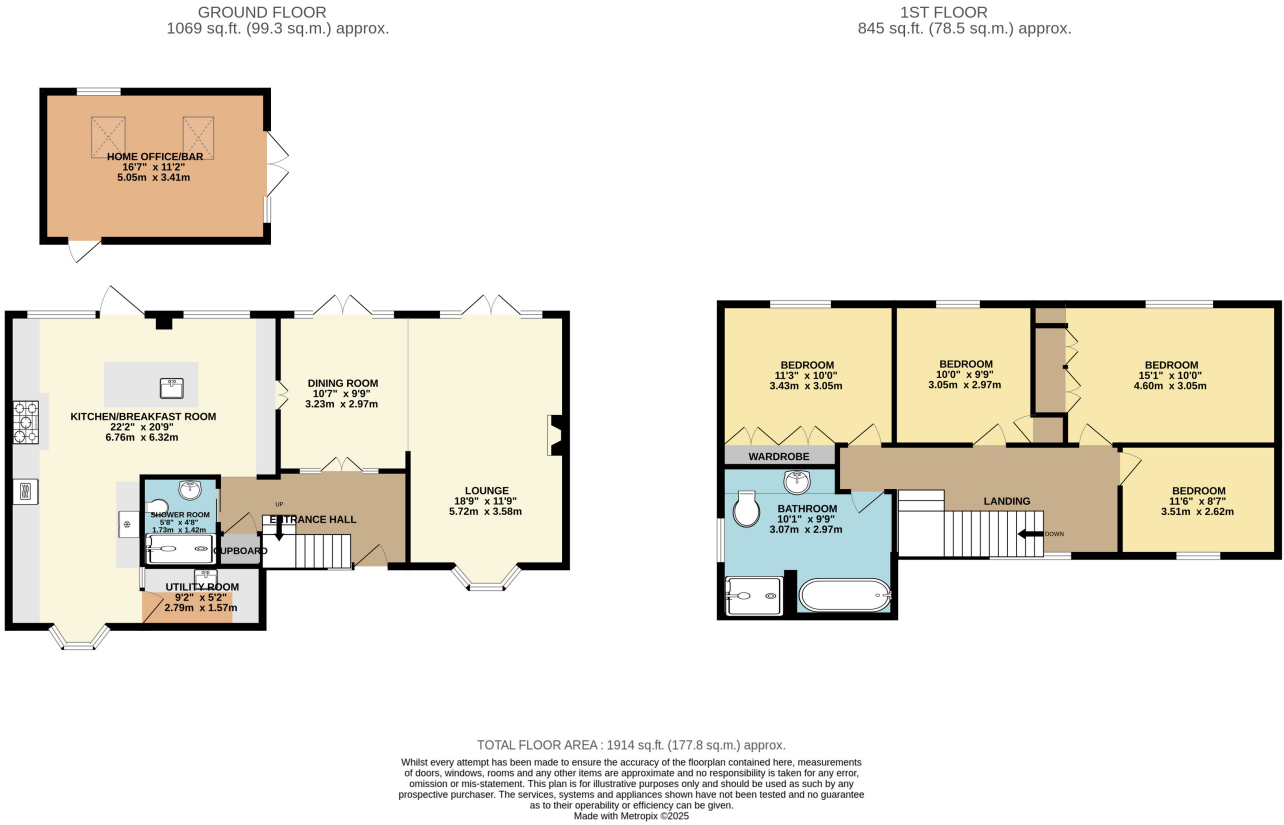 GROUND FLOOR
1069 sq.ft. (99.3 sq.m.) approx.
1ST FLOOR
845 sq.ft. (78.5 sq.m.) approx.
HOME OFFICE/BAR
16'7" x 11'2"
5.05m x 3.41m
KITCHEN/BREAKFAST ROOM
22'2" x 20'9"
6.76m x 6.32m
DINING ROOM
10'7" x 9'9"
3.23m x 2.97m
LOUNGE
18'9" x 11'9"
5.72m x 3.58m
SHOWER ROOM
5'8" x 4'8"
1.73m x 1.42m
UP
ENTRANCE HALL
CUPBOARD
UTILITY ROOM
9'2" x 5'2"
2.79m x 1.57m
BEDROOM
11'3" x 10'0"
3.43m x 3.05m
BEDROOM
10'0" x 9'9"
3.05m x 2.97m
BEDROOM
15'1" x 10'0"
4.60m x 3.05m
WARDROBE
BATHROOM
10'1" x 9'9"
3.07m x 2.97m
LANDING
DOWN
BEDROOM
11'6" x 8'7"
3.51m x 2.62m
TOTAL FLOOR AREA : 1914 sq.ft. (177.8 sq.m.) approx.
Whilst every attempt has been made to ensure the accuracy of the floorplan contained here, measurements
of doors, windows, rooms and any other items are approximate and no responsibility is taken for any error,
omission or mis-statement. This plan is for illustrative purposes only and should be used as such by any
prospective purchaser. The services, systems and appliances shown have not been tested and no guarantee
as to their operability or efficiency can be given.
Made with Metropix ©2025